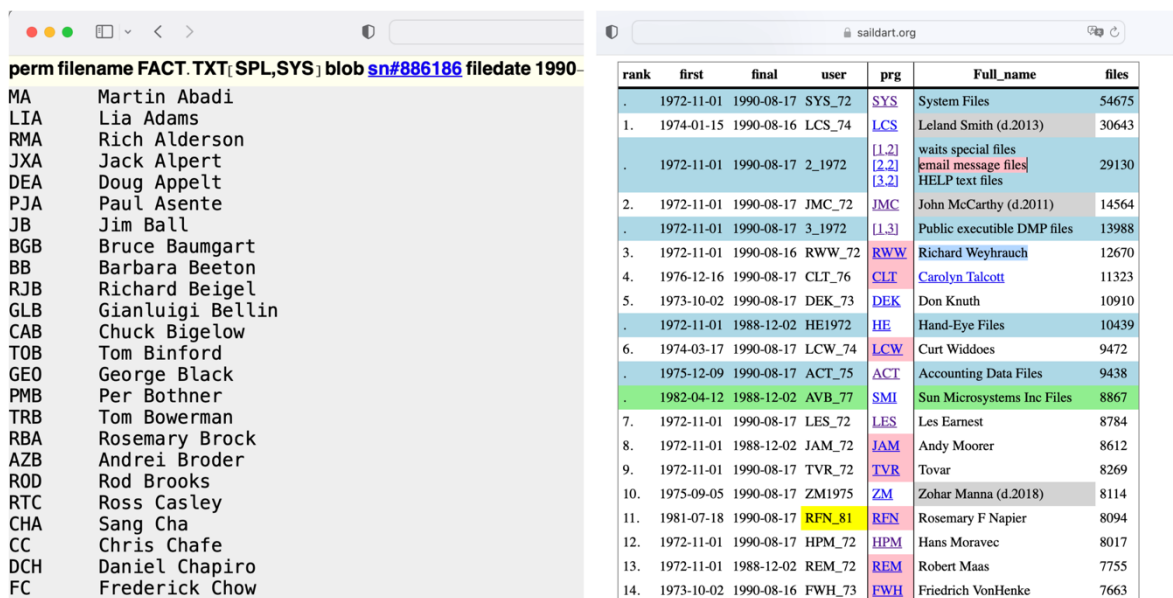 perm filename FACT.TXT[SPL,SYS] blob sn#886186 filedate 1990-
MA Martin Abadi
LIA Lia Adams
RMA Rich Alderson
JXA Jack Alpert
DEA Doug Appelt
PJA Paul Asente
JB Jim Ball
BGB Bruce Baumgart
BB Barbara Beeton
RJB Richard Beigel
GLB Gianluigi Bellin
CAB Chuck Bigelow
TOB Tom Binford
GEO George Black
PMB Per Bothner
TRB Tom Bowerman
RBA Rosemary Brock
AZB Andrei Broder
ROD Rod Brooks
RTC Ross Casley
CHA Sang Cha
CC Chris Chafe
DCH Daniel Chapiro
FC Frederick Chow
saildart.org
rank first final user prg Full_name files
. 1972-11-01 1990-08-17 SYS_72 SYS System Files 54675
1. 1974-01-15 1990-08-16 LCS_74 LCS Leland Smith (d.2013) 30643
[1,2] waits special files
. 1972-11-01 1990-08-17 2_1972 [2,2] email message files 29130
[3,2] HELP text files
2. 1972-11-01 1990-08-17 JMC_72 JMC John McCarthy (d.2011) 14564
. 1972-11-01 1990-08-17 3_1972 [1,3] Public executible DMP files 13988
3. 1972-11-01 1990-08-16 RWW_72 RWW Richard Weyhrauch 12670
4. 1976-12-16 1990-08-17 CLT_76 CLT Carolyn Talcott 11323
5. 1973-10-02 1990-08-17 DEK_73 DEK Don Knuth 10910
. 1972-11-01 1988-12-02 HE1972 HE Hand-Eye Files 10439
6. 1974-03-17 1990-08-17 LCW_74 LCW Curt Widdoes 9472
. 1975-12-09 1990-08-17 ACT_75 ACT Accounting Data Files 9438
. 1982-04-12 1988-12-02 AVB_77 SMI Sun Microsystems Inc Files 8867
7. 1972-11-01 1990-08-17 LES_72 LES Les Earnest 8784
8. 1972-11-01 1988-12-02 JAM_72 JAM Andy Moorer 8612
9. 1972-11-01 1990-08-17 TVR_72 TVR Tovar 8269
10. 1975-09-05 1990-08-17 ZM1975 ZM Zohar Manna (d.2018) 8114
11. 1981-07-18 1990-08-17 RFN_81 RFN Rosemary F Napier 8094
12. 1972-11-01 1990-08-17 HPM_72 HPM Hans Moravec 8017
13. 1972-11-01 1988-12-02 REM_72 REM Robert Maas 7755
14. 1973-10-02 1990-08-16 FWH_73 FWH Friedrich VonHenke 7663